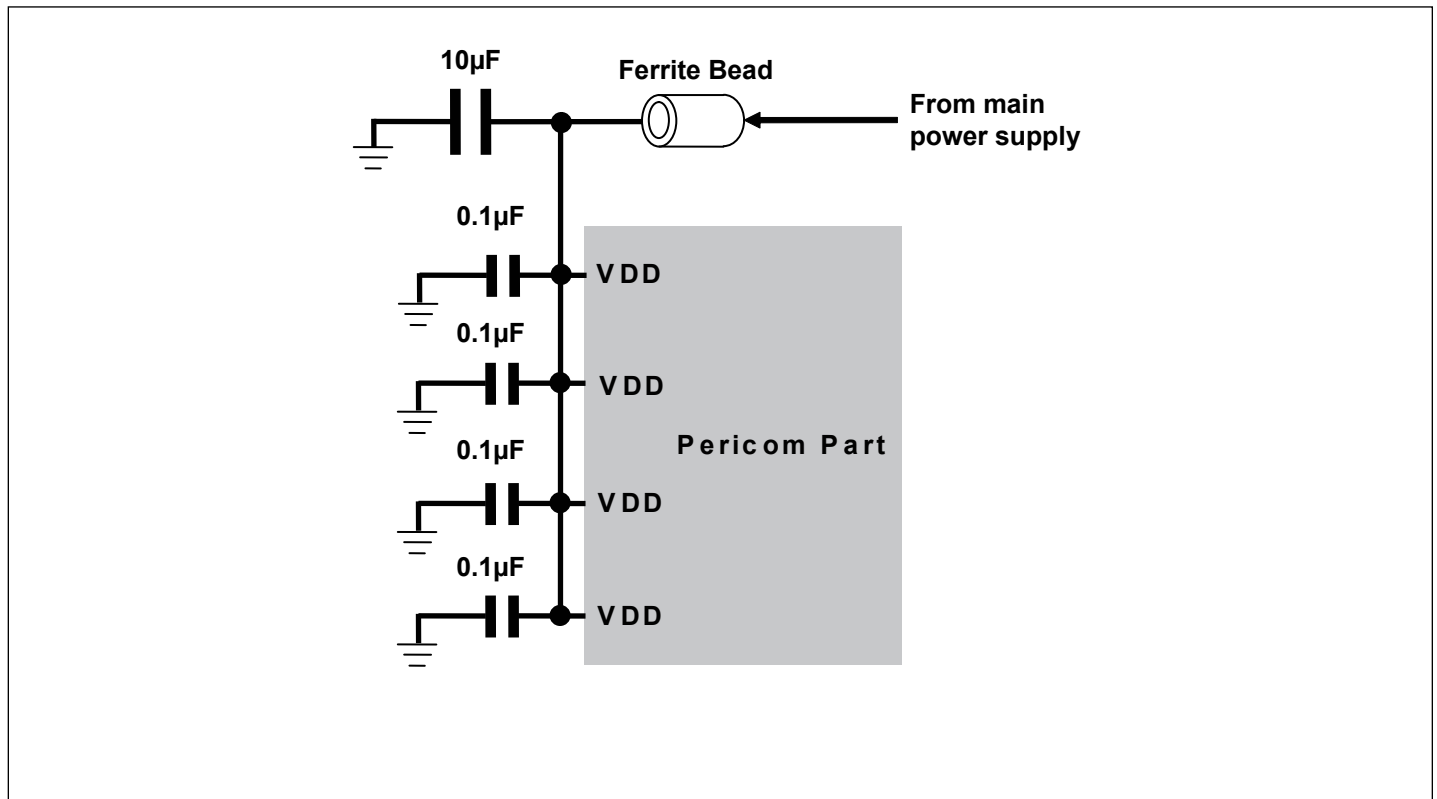 10µF
Ferrite Bead
From main
power supply
0.1µF
VDD
0.1µF
VDD
Pericom Part
0.1µF
VDD
0.1µF
VDD